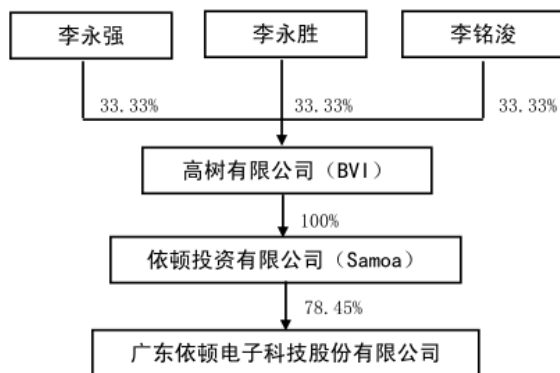 李永强
李永胜
李铭浚
33.33%
33.33%
33.33%
高树有限公司（BVI）
100%
依顿投资有限公司（Samoa）
78.45%
广东依顿电子科技股份有限公司